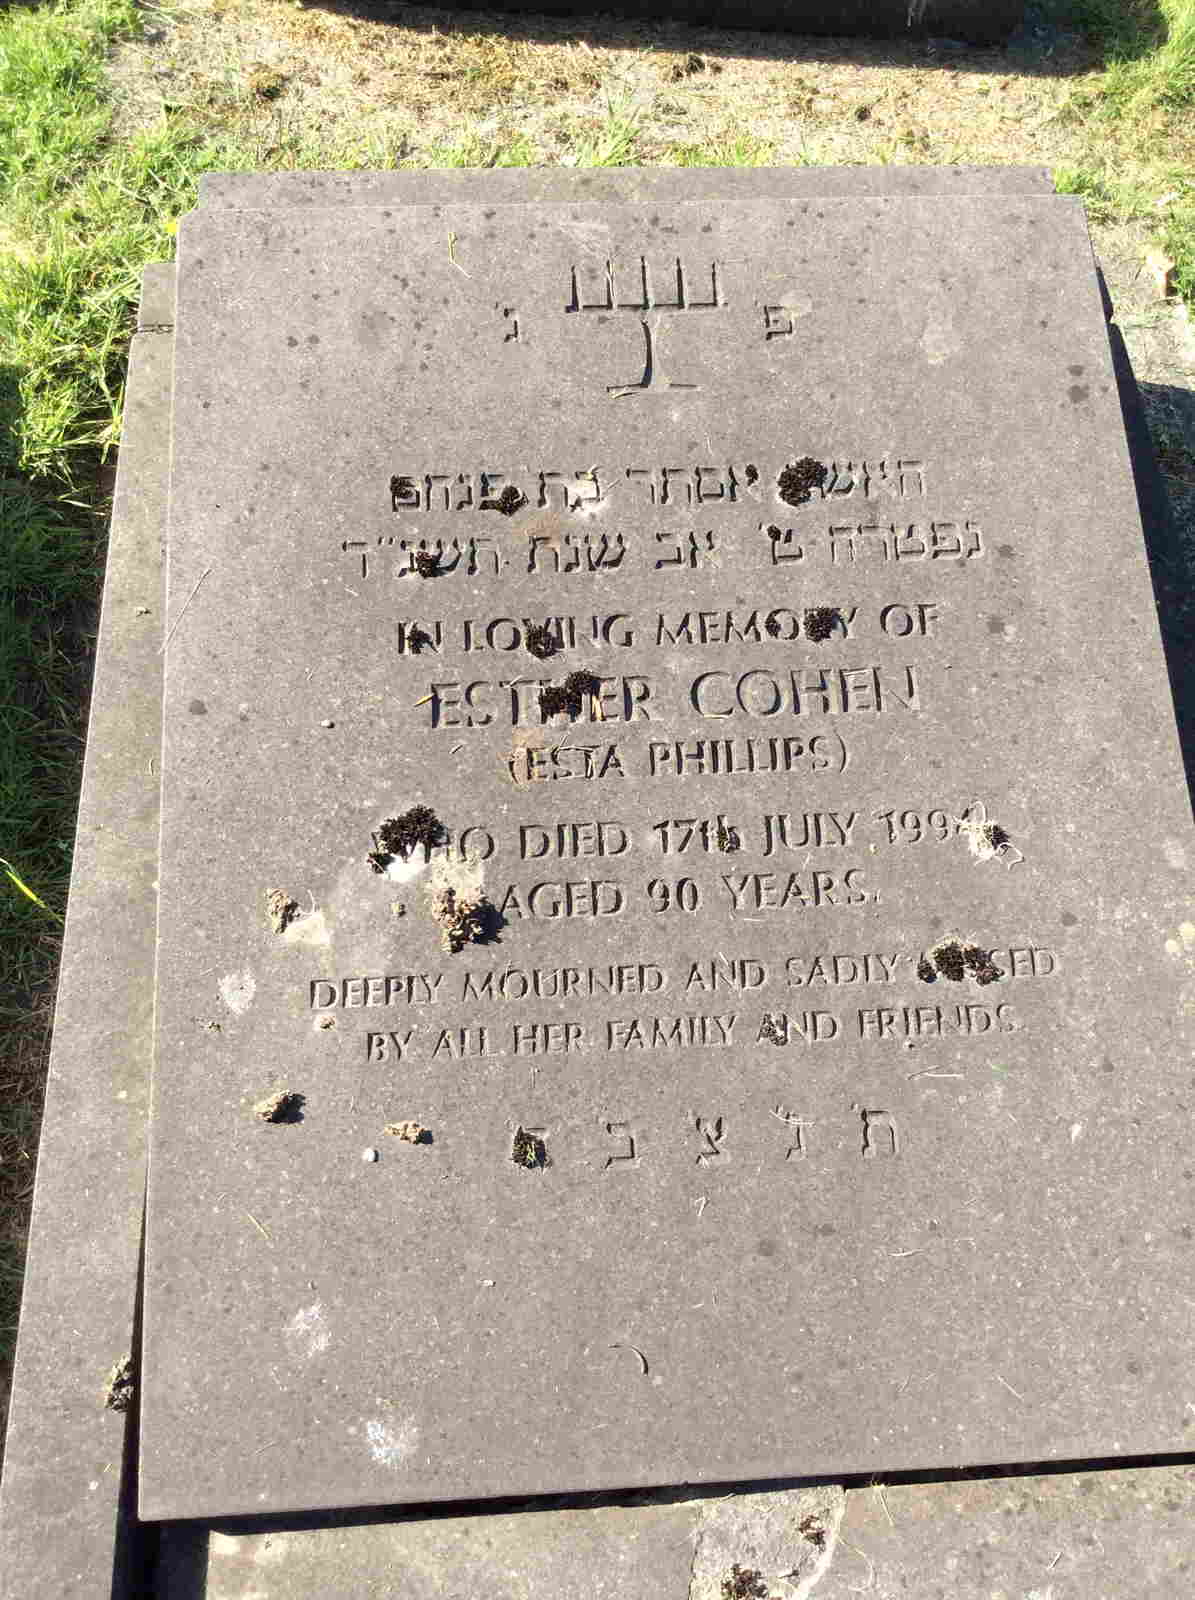 פ׳ נ׳
האשה אסתר בת פנחס
נפטרה ט׳ אב שנת תשנ״ד
IN LOVING MEMORY OF
ESTHER COHEN
(ESTA PHILLIPS)
WHO DIED 17th JULY 1994
AGED 90 YEARS.
DEEPLY MOURNED AND SADLY MISSED
BY ALL HER FAMILY AND FRIENDS
ת׳ נ׳ צ׳ ב׳ ה׳